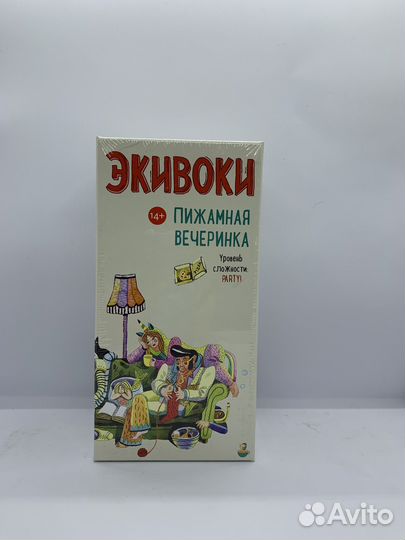 ЭКИВОКИ
14+
ПИЖАМНАЯ
ВЕЧЕРИНКА
Уровень
сложности:
PARTY!
Avito